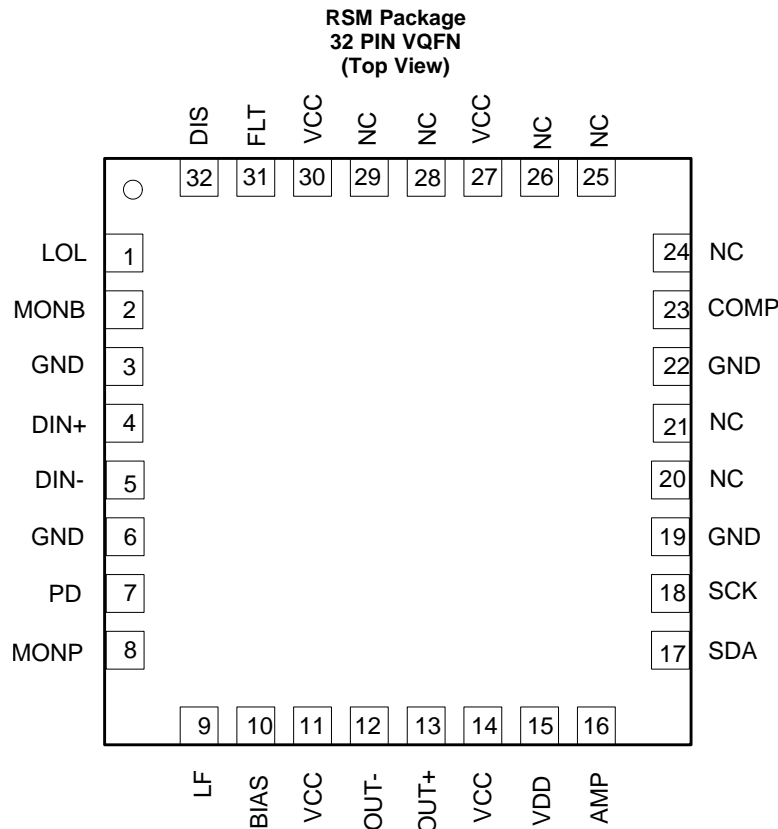 RSM Package
32 PIN VQFN
(Top View)
DIS FLT VCC NC NC VCC NC NC
32 31 30 29 28 27 26 25
LOL 1 24 NC
MONB 2 23 COMP
GND 3 22 GND
DIN+ 4 21 NC
DIN- 5 20 NC
GND 6 19 GND
PD 7 18 SCK
MONP 8 17 SDA
9 10 11 12 13 14 15 16
LF BIAS VCC OUT- OUT+ VCC VDD AMP